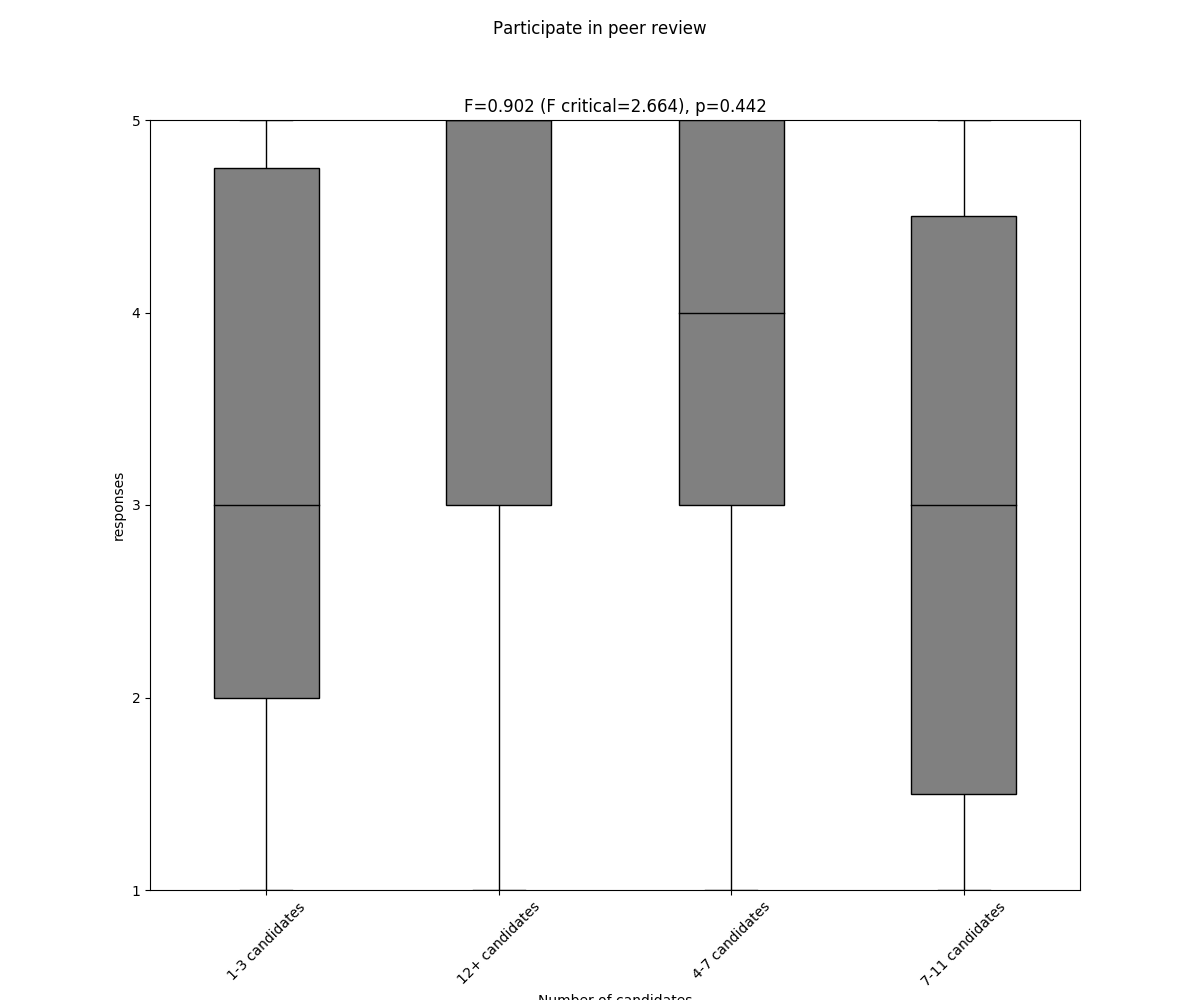 Participate in peer review
F=0.902 (F critical=2.664), p=0.442
5
4
3
2
1
responses
1-3 candidates
12+ candidates
4-7 candidates
7-11 candidates
Number of candidates